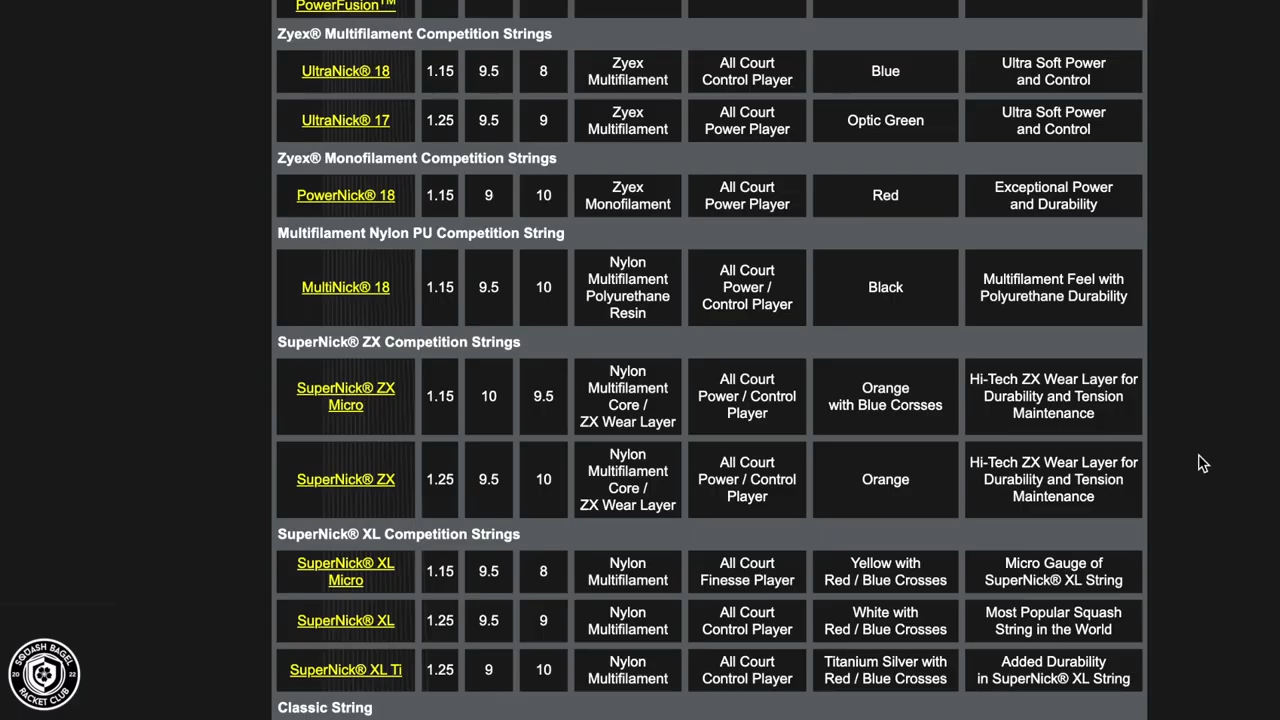 PowerFusion™
Zyex® Multifilament Competition Strings
UltraNick® 18 1.15 9.5 8 Zyex Multifilament All Court Control Player Blue Ultra Soft Power and Control
UltraNick® 17 1.25 9.5 9 Zyex Multifilament All Court Power Player Optic Green Ultra Soft Power and Control
Zyex® Monofilament Competition Strings
PowerNick® 18 1.15 9 10 Zyex Monofilament All Court Power Player Red Exceptional Power and Durability
Multifilament Nylon PU Competition String
MultiNick® 18 1.15 9.5 10 Nylon Multifilament Polyurethane Resin All Court Power / Control Player Black Multifilament Feel with Polyurethane Durability
SuperNick® ZX Competition Strings
SuperNick® ZX Micro 1.15 10 9.5 Nylon Multifilament Core / ZX Wear Layer All Court Power / Control Player Orange with Blue Corsses Hi-Tech ZX Wear Layer for Durability and Tension Maintenance
SuperNick® ZX 1.25 9.5 10 Nylon Multifilament Core / ZX Wear Layer All Court Power / Control Player Orange Hi-Tech ZX Wear Layer for Durability and Tension Maintenance
SuperNick® XL Competition Strings
SuperNick® XL Micro 1.15 9.5 8 Nylon Multifilament All Court Finesse Player Yellow with Red / Blue Crosses Micro Gauge of SuperNick® XL String
SuperNick® XL 1.25 9.5 9 Nylon Multifilament All Court Control Player White with Red / Blue Crosses Most Popular Squash String in the World
SuperNick® XL Ti 1.25 9 10 Nylon Multifilament All Court Control Player Titanium Silver with Red / Blue Crosses Added Durability in SuperNick® XL String
Classic String
SQUASH BAGEL
20 22
RACKET CLUB